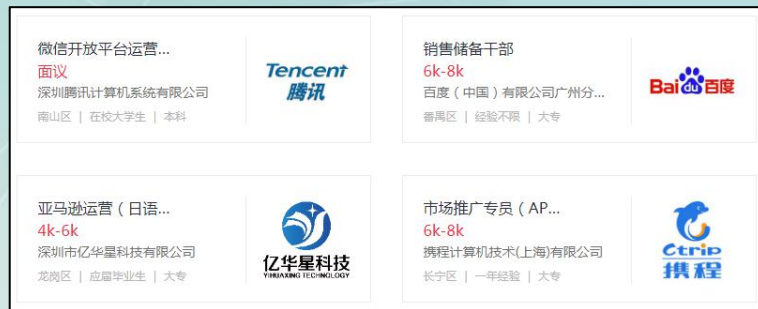 微信开放平台运营...
面议
深圳腾讯计算机系统有限公司
南山区 | 在校大学生 | 本科
Tencent
腾讯
销售储备干部
6k-8k
百度（中国）有限公司广州分...
番禺区 | 经验不限 | 大专
Bai du 百度
亚马逊运营（日语...
4k-6k
深圳市亿华星科技有限公司
龙岗区 | 应届毕业生 | 大专
亿华星科技
YIHUAXING TECHNOLOGY
市场推广专员（AP...
6k-8k
携程计算机技术(上海)有限公司
长宁区 | 一年经验 | 大专
Ctrip
携程